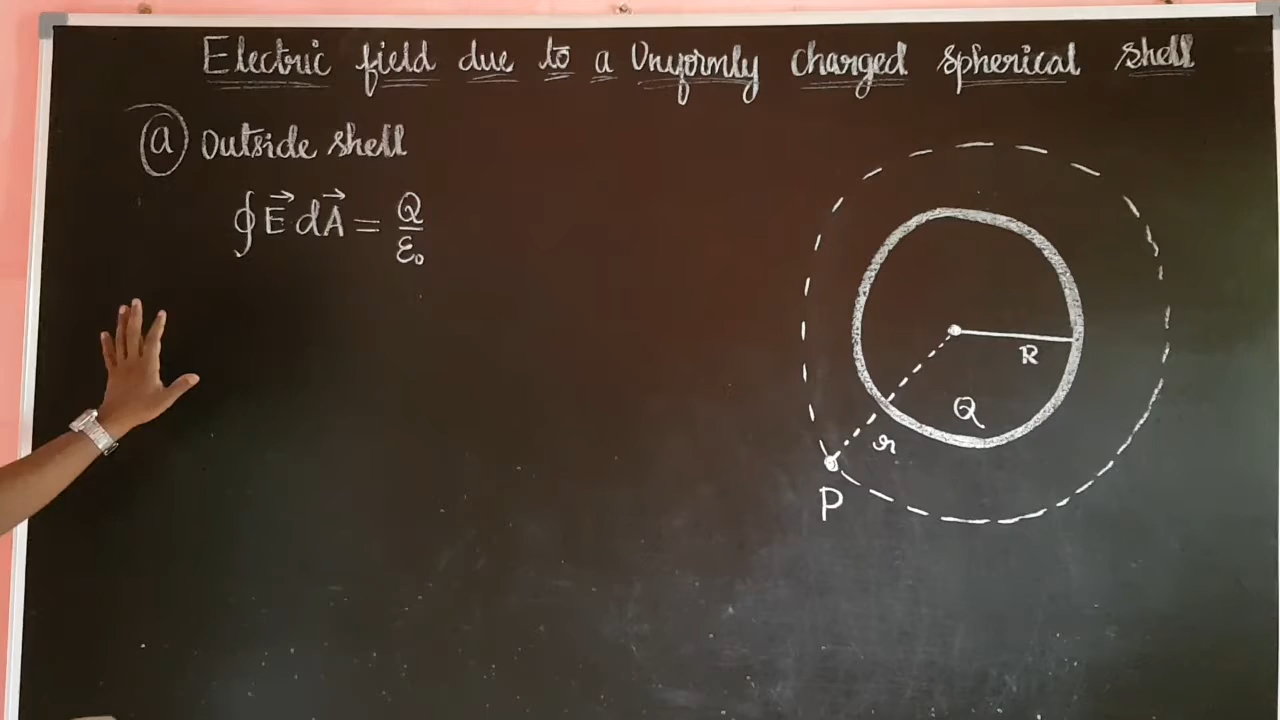 Electric field due to a Uniformly charged spherical shell
(a) Outside shell
∮E⃗ dA⃗ = Q/ε₀
R
Q
r
P